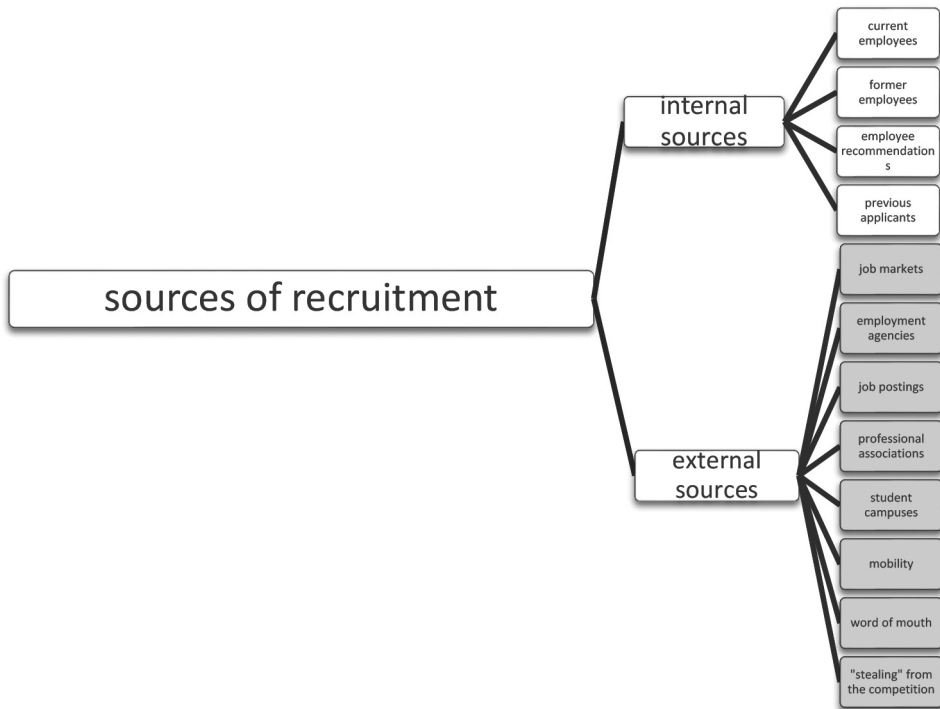 sources of recruitment
internal
sources
current
employees
former
employees
employee
recommendation
s
previous
applicants
external
sources
job markets
employment
agencies
job postings
professional
associations
student
campuses
mobility
word of mouth
"stealing" from
the competition